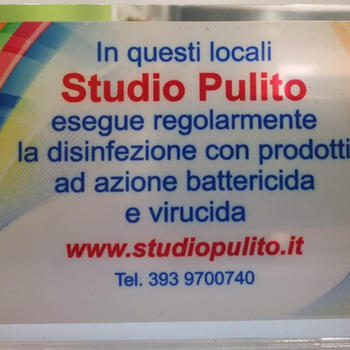 In questi locali
Studio Pulito
esegue regolarmente
la disinfezione con prodotti
ad azione battericida
e virucida
www.studiopulito.it
Tel. 393 9700740